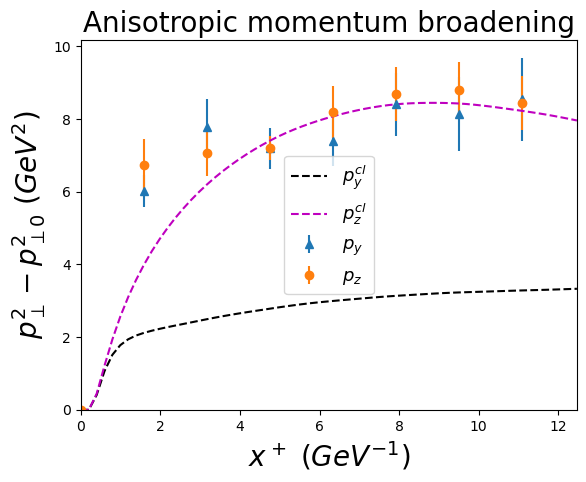 Anisotropic momentum broadening
p_⊥^2 − p_{⊥0}^2 (GeV^2)
10
8
6
4
2
0
p_y^{cl}
p_z^{cl}
p_y
p_z
0 2 4 6 8 10 12
x^+ (GeV^{-1})